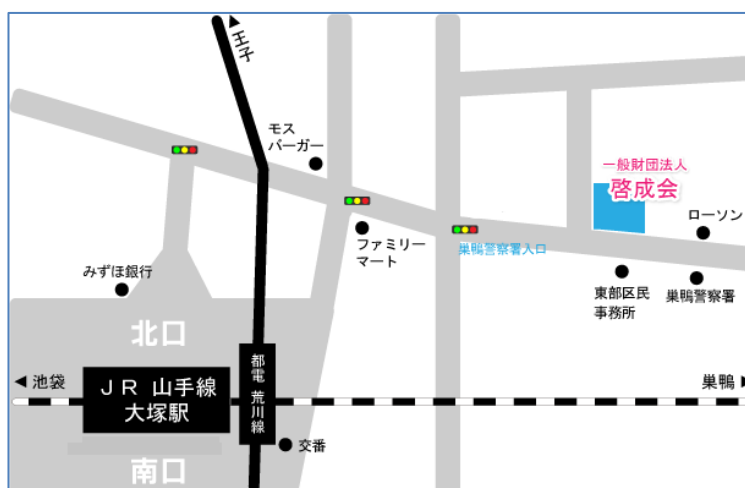 王子
モス
バーガー
一般財団法人
啓成会
ローソン
ファミリー
マート
巣鴨警察署入口
みずほ銀行
東部区民
事務所
巣鴨警察署
北口
都電 荒川線
池袋
巣鴨
JR 山手線
大塚駅
交番
南口